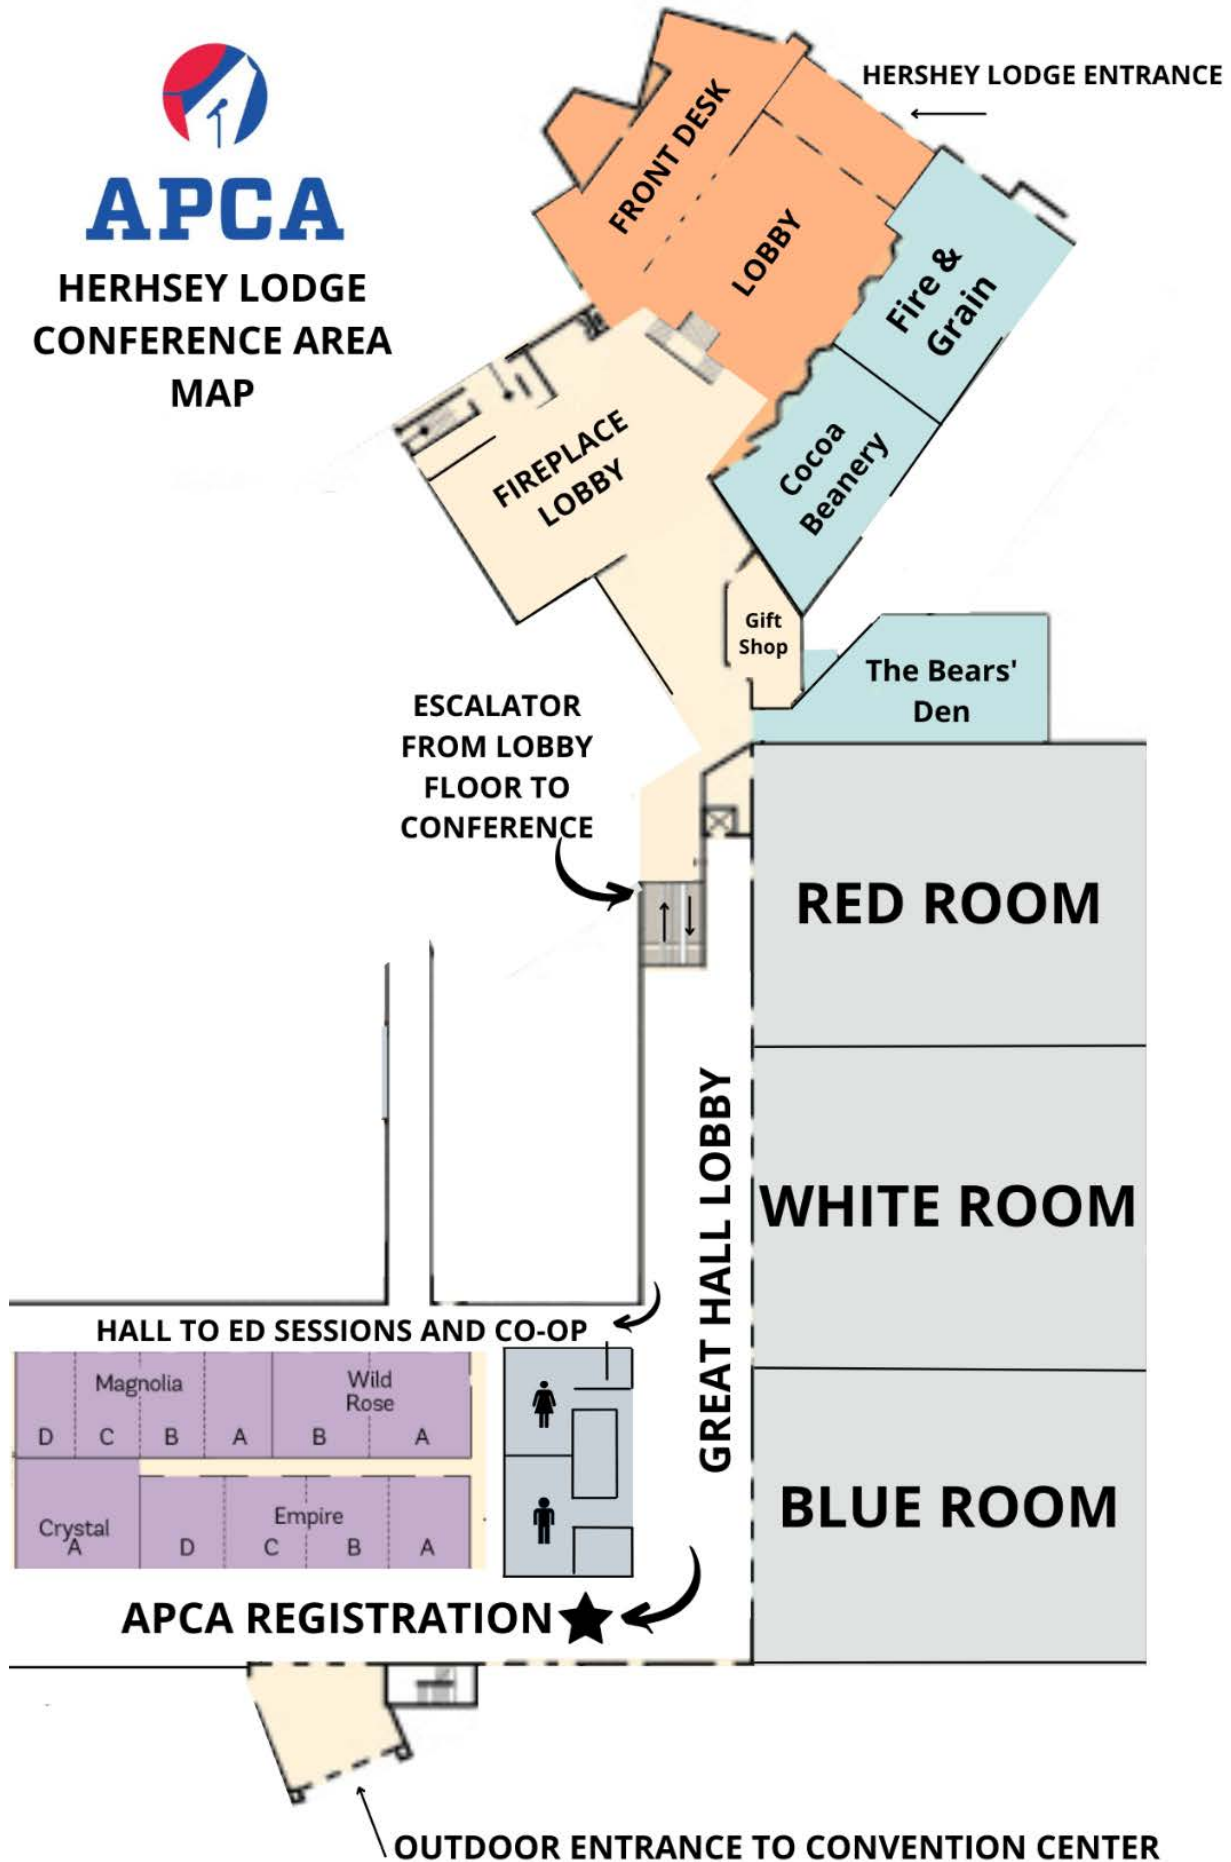 HERSHEY LODGE ENTRANCE
APCA
HERHSEY LODGE
CONFERENCE AREA
MAP
FRONT DESK
LOBBY
Fire &
Grain
FIREPLACE
LOBBY
Cocoa
Beanery
Gift
Shop
The Bears'
Den
ESCALATOR
FROM LOBBY
FLOOR TO
CONFERENCE
RED ROOM
WHITE ROOM
BLUE ROOM
GREAT HALL LOBBY
HALL TO ED SESSIONS AND CO-OP
Magnolia
D C B A
Wild
Rose
B A
Crystal
A
Empire
D C B A
APCA REGISTRATION
OUTDOOR ENTRANCE TO CONVENTION CENTER